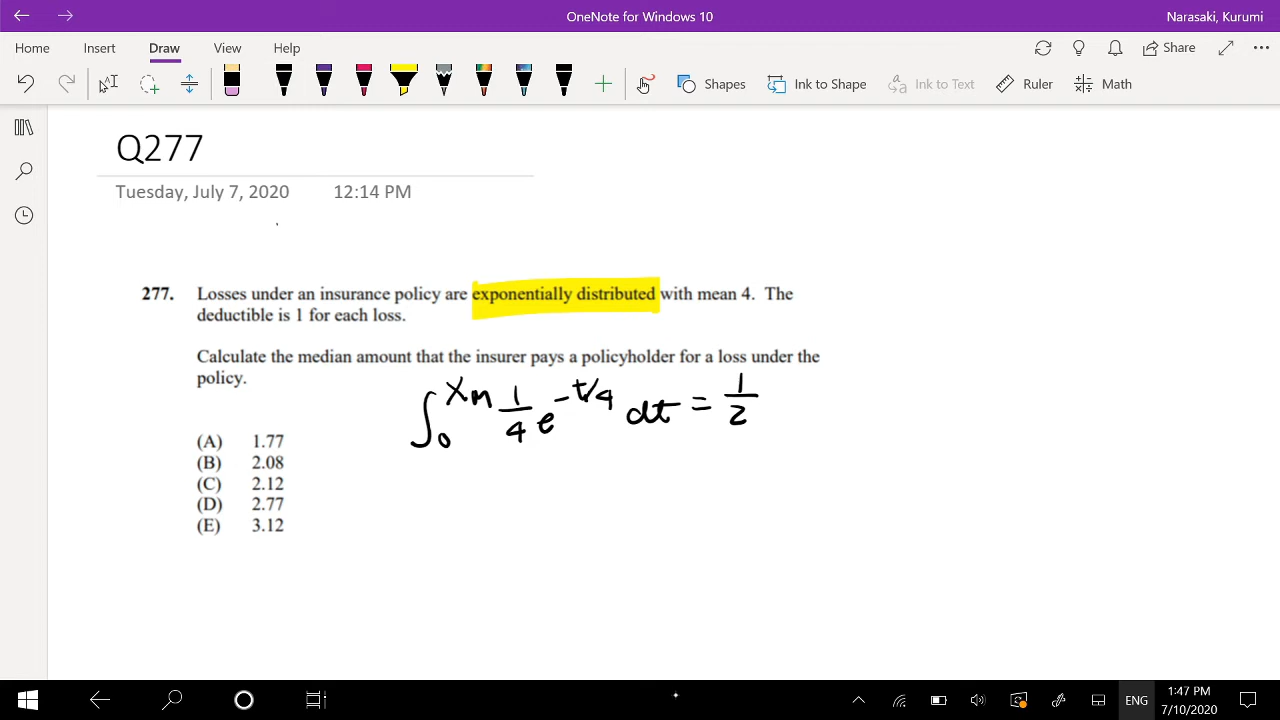 OneNote for Windows 10
Narasaki, Kurumi
Home Insert Draw View Help Share
Shapes Ink to Shape Ink to Text Ruler Math
Q277
Tuesday, July 7, 2020 12:14 PM
277. Losses under an insurance policy are exponentially distributed with mean 4. The
deductible is 1 for each loss.
Calculate the median amount that the insurer pays a policyholder for a loss under the
policy.
∫₀^Xm 1/4 e^(-t/4) dt = 1/2
(A) 1.77
(B) 2.08
(C) 2.12
(D) 2.77
(E) 3.12
ENG
1:47 PM
7/10/2020